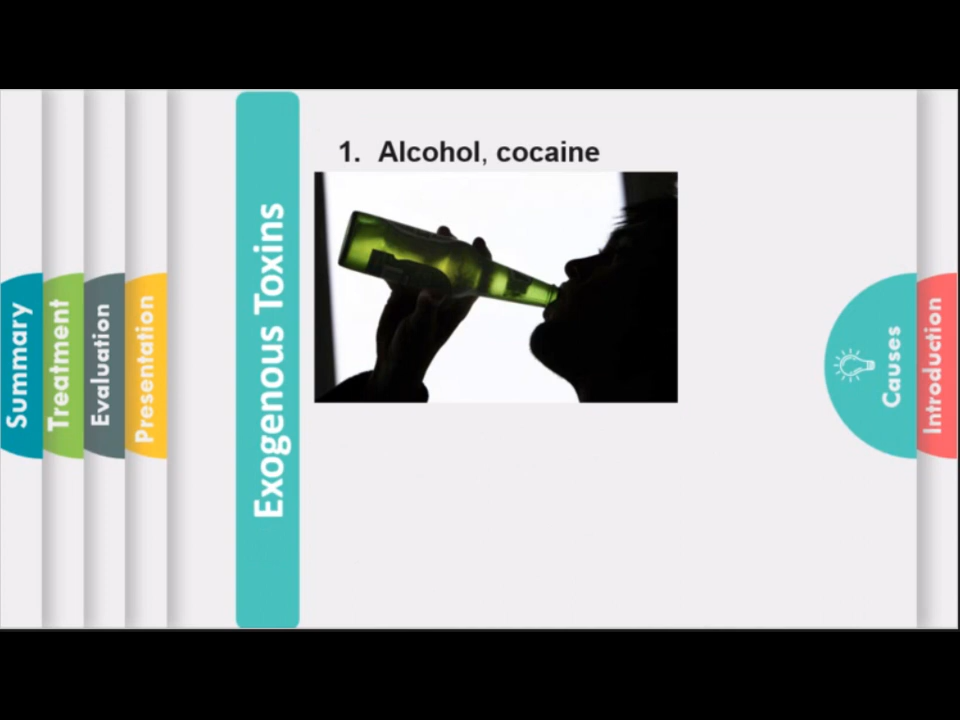 Summary
Treatment
Evaluation
Presentation
Exogenous Toxins
1. Alcohol, cocaine
Causes
Introduction